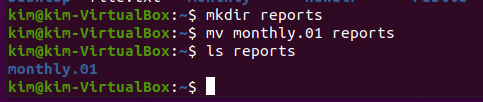 kim@kim-VirtualBox:~$ mkdir reports
kim@kim-VirtualBox:~$ mv monthly.01 reports
kim@kim-VirtualBox:~$ ls reports
monthly.01
kim@kim-VirtualBox:~$